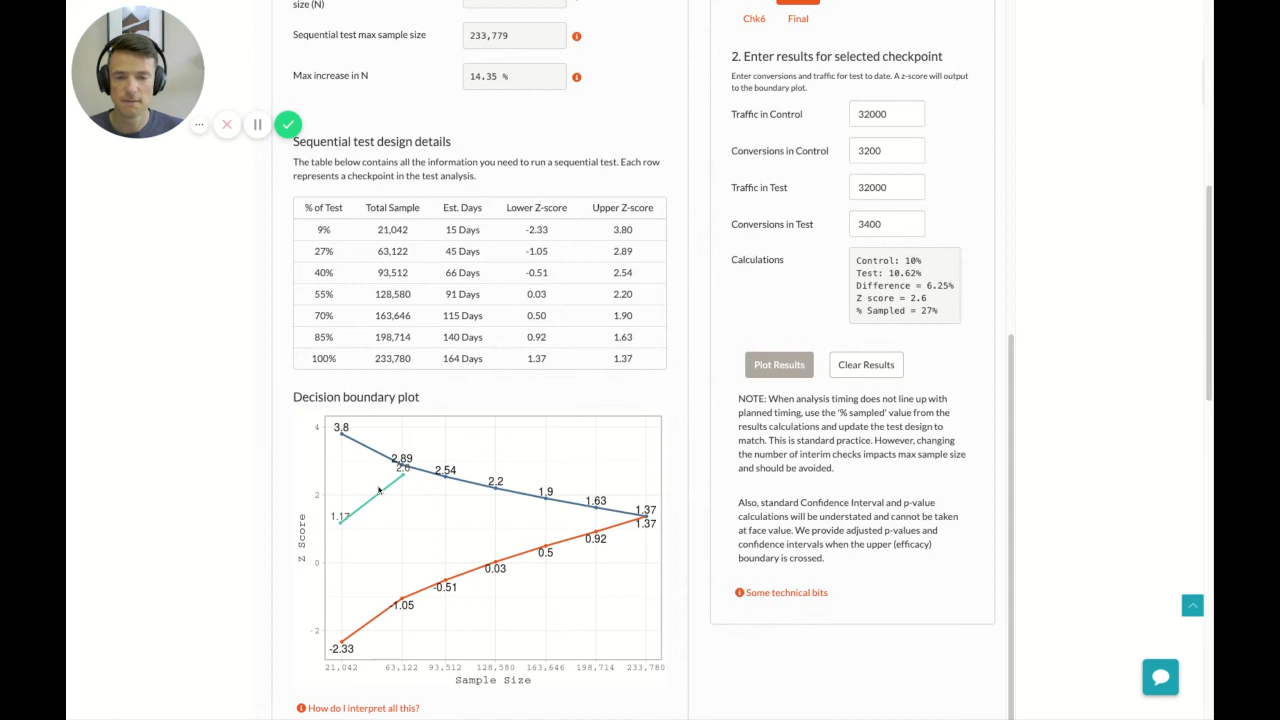 size (N)
Sequential test max sample size
233,779
Max increase in N
14.35 %
Sequential test design details
The table below contains all the information you need to run a sequential test. Each row
represents a checkpoint in the test analysis.
% of Test Total Sample Est. Days Lower Z-score Upper Z-score
9% 21,042 15 Days -2.33 3.80
27% 63,122 45 Days -1.05 2.89
40% 93,512 66 Days -0.51 2.54
55% 128,580 91 Days 0.03 2.20
70% 163,646 115 Days 0.50 1.90
85% 198,714 140 Days 0.92 1.63
100% 233,780 164 Days 1.37 1.37
Decision boundary plot
4
2
0
-2
Z Score
3.8
2.89
2.6
2.54
2.2
1.9
1.63
1.37
1.37
1.17
0.92
0.5
0.03
-0.51
-1.05
-2.33
21,042 63,122 93,512 128,580 163,646 198,714 233,780
Sample Size
How do I interpret all this?
Chk6 Final
2. Enter results for selected checkpoint
Enter conversions and traffic for test to date. A z-score will output
to the boundary plot.
Traffic in Control 32000
Conversions in Control 3200
Traffic in Test 32000
Conversions in Test 3400
Calculations
Control: 10%
Test: 10.62%
Difference = 6.25%
Z score = 2.6
% Sampled = 27%
Plot Results Clear Results
NOTE: When analysis timing does not line up with
planned timing, use the '% sampled' value from the
results calculations and update the test design to
match. This is standard practice. However, changing
the number of interim checks impacts max sample size
and should be avoided.
Also, standard Confidence Interval and p-value
calculations will be understated and cannot be taken
at face value. We provide adjusted p-values and
confidence intervals when the upper (efficacy)
boundary is crossed.
Some technical bits